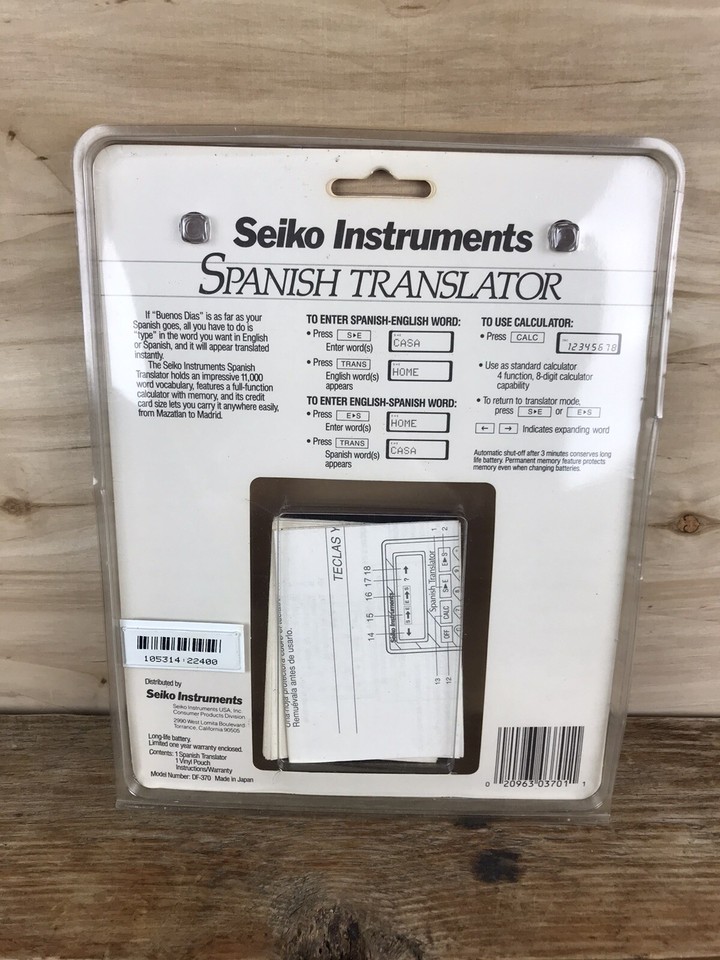 Seiko Instruments
SPANISH TRANSLATOR
If "Buenos Dias" is as far as your
Spanish goes, all you have to do is
"type" in the word you want in English
or Spanish, and it will appear translated
instantly.
The Seiko Instruments Spanish
Translator holds an impressive 11,000
word vocabulary, features a full-function
calculator with memory, and its credit
card size lets you carry it anywhere easily,
from Mazatlan to Madrid.
TO ENTER SPANISH-ENGLISH WORD:
• Press S▸E CASA
Enter word(s)
• Press TRANS HOME
English word(s)
appears
TO ENTER ENGLISH-SPANISH WORD:
• Press E▸S HOME
Enter word(s)
• Press TRANS CASA
Spanish word(s)
appears
TO USE CALCULATOR:
• Press CALC 12345678
• Use as standard calculator
4 function, 8-digit calculator
capability
• To return to translator mode,
press S▸E or E▸S
← → Indicates expanding word
Automatic shut-off after 3 minutes conserves long
life battery. Permanent memory feature protects
memory even when changing batteries.
TECLAS Y
Remuévala antes de usarlo.
Seiko Instruments
Spanish Translator
OFF CALC S▸E E▸S
1 2
14 15 16 17 18
13 12
105314 22400
Distributed by
Seiko Instruments
Seiko Instruments USA, Inc.
Consumer Products Division
2990 West Lomita Boulevard
Torrance, California 90505
Long-life battery.
Limited one year warranty enclosed.
Contents: 1 Spanish Translator
1 Vinyl Pouch
Instructions/Warranty
Model Number: DF-370 Made in Japan
0 20963 03701 1